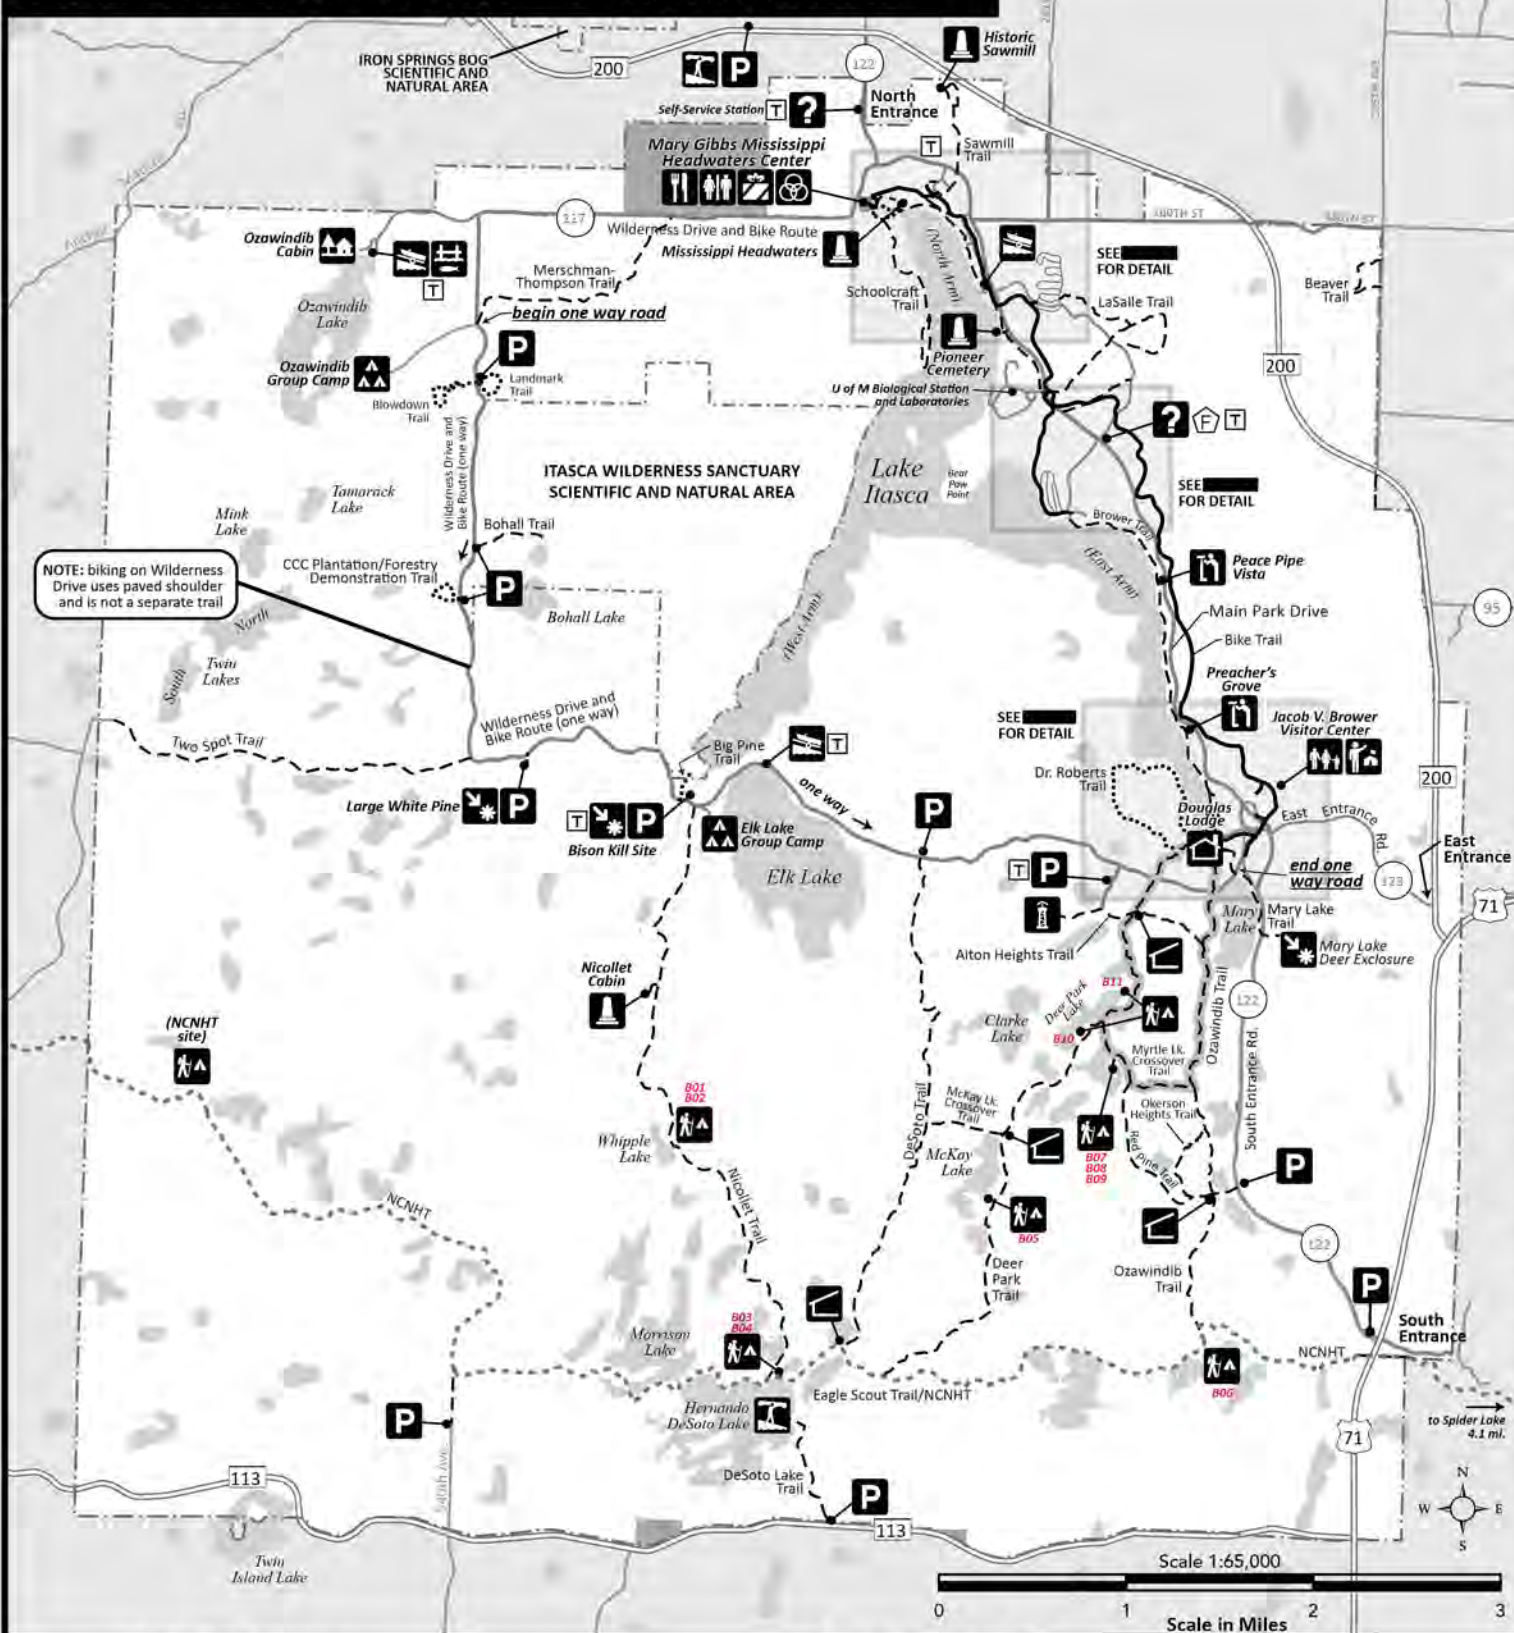 IRON SPRINGS BOG
SCIENTIFIC AND
NATURAL AREA
200
P
122
Historic
Sawmill
Self-Service Station
T
?
North
Entrance
T
Sawmill
Trail
Mary Gibbs Mississippi
Headwaters Center
117
Wilderness Drive and Bike Route
Mississippi Headwaters
Ozawindib
Cabin
T
Merschman-
Thompson Trail
begin one way road
Ozawindib
Lake
P
Ozawindib
Group Camp
Landmark
Trail
Blowdown
Trail
Wilderness Drive and
Bike Route (one way)
Schoolcraft
Trail
(North Arm)
SEE
FOR DETAIL
LaSalle Trail
Beaver
Trail
200
Pioneer
Cemetery
U of M Biological Station
and Laboratories
?
F
T
ITASCA WILDERNESS SANCTUARY
SCIENTIFIC AND NATURAL AREA
Lake
Itasca
Bear
Paw
Point
SEE
FOR DETAIL
Tamarack
Lake
Mink
Lake
Bohall Trail
Brower Trail
CCC Plantation/Forestry
Demonstration Trail
P
NOTE: biking on Wilderness
Drive uses paved shoulder
and is not a separate trail
(East Arm)
Peace Pipe
Vista
North
Bohall Lake
(West Arm)
Main Park Drive
95
Bike Trail
South
Twin
Lakes
Preacher's
Grove
Wilderness Drive and
Bike Route (one way)
SEE
FOR DETAIL
Jacob V. Brower
Visitor Center
Two Spot Trail
Big Pine
Trail
T
200
Dr. Roberts
Trail
one way
Large White Pine
P
P
Douglas
Lodge
East Entrance
Rd.
T
P
Bison Kill Site
Elk Lake
Group Camp
East
Entrance
end one
way road
T
P
Elk Lake
123
71
Mary
Lake
Mary Lake
Trail
Aiton Heights Trail
Mary Lake
Deer Exclosure
Nicollet
Cabin
B11
Deer Park
Lake
Ozawindib Trail
122
(NCNHT
site)
Clarke
Lake
B10
Myrtle Lk.
Crossover
Trail
South Entrance Rd.
B01
B02
McKay Lk.
Crossover
Trail
Okerson
Heights Trail
DeSoto Trail
Whipple
Lake
McKay
Lake
B07
B08
B09
Red Pine Trail
P
Nicollet Trail
NCNHT
B05
122
Deer
Park
Trail
Ozawindib
Trail
P
B03
B04
Morrison
Lake
South
Entrance
NCNHT
Eagle Scout Trail/NCNHT
B06
P
Hernando
DeSoto Lake
to Spider Lake
4.1 mi.
71
DeSoto Lake
Trail
113
540th Ave
P
113
N
W
E
S
Twin
Island Lake
Scale 1:65,000
0
1
2
3
Scale in Miles